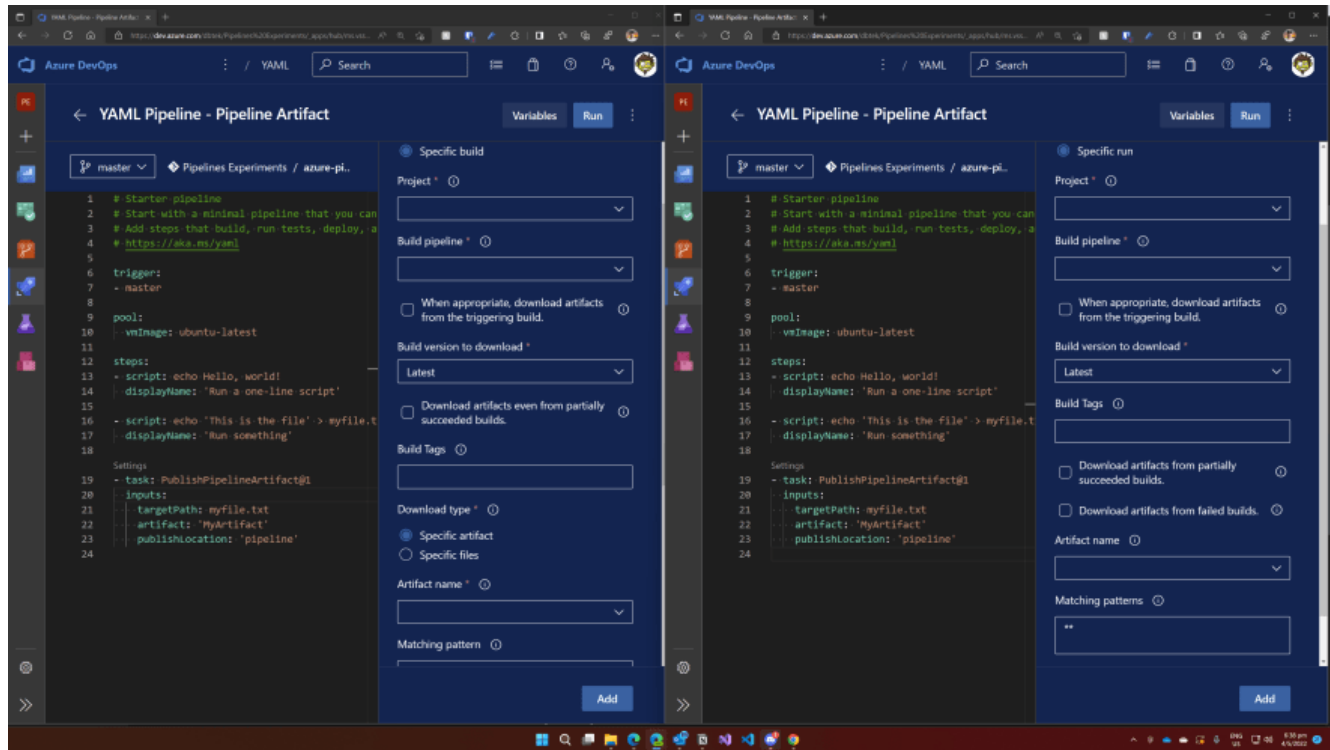 YAML Pipeline - Pipeline Artifact
Azure DevOps
/ YAML
Search
PE
YAML Pipeline - Pipeline Artifact
Variables
Run
master
Pipelines Experiments / azure-pi..
1 # Starter pipeline
2 # Start with a minimal pipeline that you can
3 # Add steps that build, run tests, deploy, a
4 # https://aka.ms/yaml
5
6 trigger:
7 - master
8
9 pool:
10 vmImage: ubuntu-latest
11
12 steps:
13 - script: echo Hello, world!
14 displayName: 'Run a one-line script'
15
16 - script: echo 'This is the file' > myfile.t
17 displayName: 'Run something'
18
Settings
19 - task: PublishPipelineArtifact@1
20 inputs:
21 targetPath: myfile.txt
22 artifact: 'MyArtifact'
23 publishLocation: 'pipeline'
24
Specific build
Project *
Build pipeline *
When appropriate, download artifacts
from the triggering build.
Build version to download *
Latest
Download artifacts even from partially
succeeded builds.
Build Tags
Download type *
Specific artifact
Specific files
Artifact name *
Matching pattern
Add
YAML Pipeline - Pipeline Artifact
Azure DevOps
/ YAML
Search
PE
YAML Pipeline - Pipeline Artifact
Variables
Run
master
Pipelines Experiments / azure-pi..
1 # Starter pipeline
2 # Start with a minimal pipeline that you can
3 # Add steps that build, run tests, deploy, a
4 # https://aka.ms/yaml
5
6 trigger:
7 - master
8
9 pool:
10 vmImage: ubuntu-latest
11
12 steps:
13 - script: echo Hello, world!
14 displayName: 'Run a one-line script'
15
16 - script: echo 'This is the file' > myfile.t
17 displayName: 'Run something'
18
Settings
19 - task: PublishPipelineArtifact@1
20 inputs:
21 targetPath: myfile.txt
22 artifact: 'MyArtifact'
23 publishLocation: 'pipeline'
24
Specific run
Project *
Build pipeline *
When appropriate, download artifacts
from the triggering build.
Build version to download *
Latest
Build Tags
Download artifacts from partially
succeeded builds.
Download artifacts from failed builds.
Artifact name
Matching patterns
**
Add
ENG
US